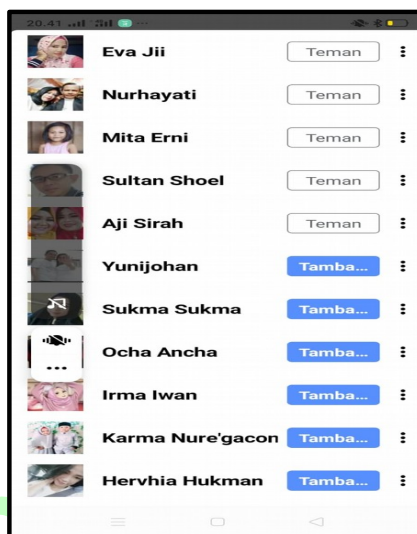 20.41
Eva Jii Teman
Nurhayati Teman
Mita Erni Teman
Sultan Shoel Teman
Aji Sirah Teman
Yunijohan Tamba...
Sukma Sukma Tamba...
Ocha Ancha Tamba...
Irma Iwan Tamba...
Karma Nure'gacon Tamba...
Hervhia Hukman Tamba...